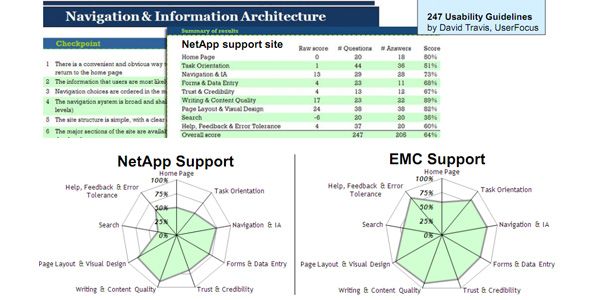 Navigation & Information Architecture
247 Usability Guidelines
by David Travis, UserFocus
Summary of results
Checkpoint
NetApp support site
Raw score # Questions # Answers Score
Home Page 0 20 18 50%
Task Orientation 1 44 36 51%
Navigation & IA 13 29 28 73%
Forms & Data Entry 4 23 11 68%
Trust & Credibility 4 13 12 67%
Writing & Content Quality 17 23 22 89%
Page Layout & Visual Design 24 38 38 82%
Search -6 20 20 35%
Help, Feedback & Error Tolerance 4 37 20 60%
Overall score 247 205 64%
1 There is a convenient and obvious way
return to the home page
2 The information that users are most likel
3 Navigation choices are ordered in the m
4 The navigation system is broad and shal
levels)
5 The site structure is simple, with a clear
6 The major sections of the site are availa
NetApp Support
Home Page
Task Orientation
Navigation & IA
Forms & Data Entry
Trust & Credibility
Writing & Content Quality
Page Layout & Visual Design
Search
Help, Feedback & Error
Tolerance
100%
75%
50%
25%
0%
EMC Support
Home Page
Task Orientation
Navigation & IA
Forms & Data Entry
Trust & Credibility
Writing & Content Quality
Page Layout & Visual Design
Search
Help, Feedback & Error
Tolerance
100%
75%
50%
25%
0%